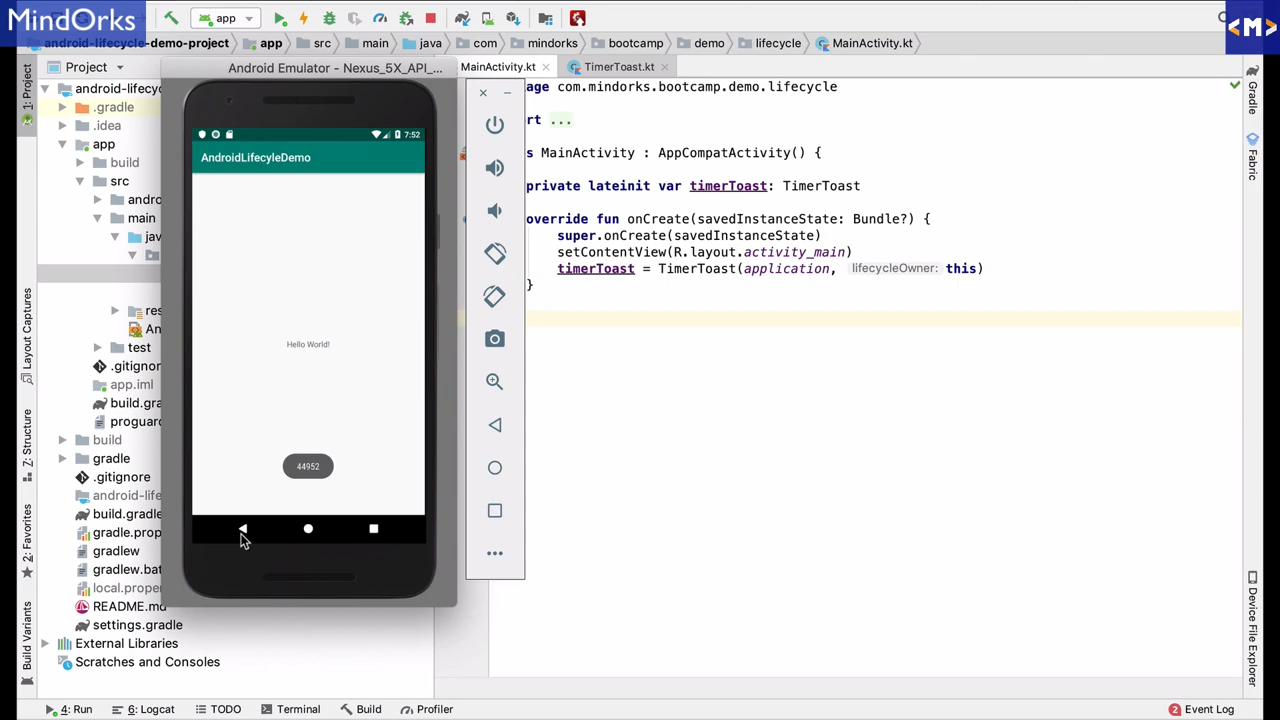 MindOrks
app
<M>
android-lifecycle-demo-project
app
src
main
java
com
mindorks
bootcamp
demo
lifecycle
MainActivity.kt
1: Project
Layout Captures
7: Structure
2: Favorites
Build Variants
Project
android-lifecyc
.gradle
.idea
app
build
src
andro
main
jav
res
An
test
.gitignore
app.iml
build.gra
proguar
build
gradle
.gitignore
android-life
build.gradle
gradle.prop
gradlew
gradlew.bat
local.proper
README.md
settings.gradle
External Libraries
Scratches and Consoles
Android Emulator - Nexus_5X_API_...
7:52
AndroidLifecyleDemo
Hello World!
44952
MainActivity.kt
TimerToast.kt
age com.mindorks.bootcamp.demo.lifecycle
rt ...
s MainActivity : AppCompatActivity() {
private lateinit var timerToast: TimerToast
override fun onCreate(savedInstanceState: Bundle?) {
super.onCreate(savedInstanceState)
setContentView(R.layout.activity_main)
timerToast = TimerToast(application, lifecycleOwner: this)
}
Gradle
Fabric
Device File Explorer
4: Run
6: Logcat
TODO
Terminal
Build
Profiler
2 Event Log